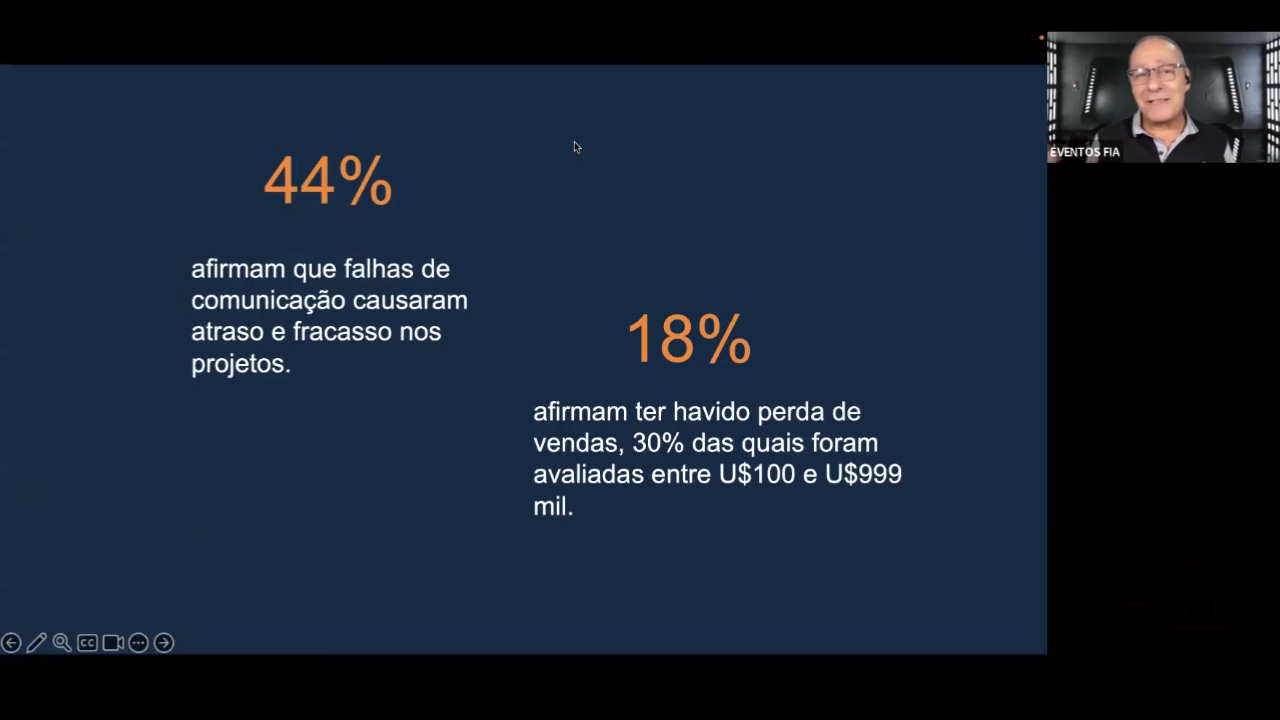 44%
afirmam que falhas de
comunicação causaram
atraso e fracasso nos
projetos.
18%
afirmam ter havido perda de
vendas, 30% das quais foram
avaliadas entre U$100 e U$999
mil.
EVENTOS FIA
CC